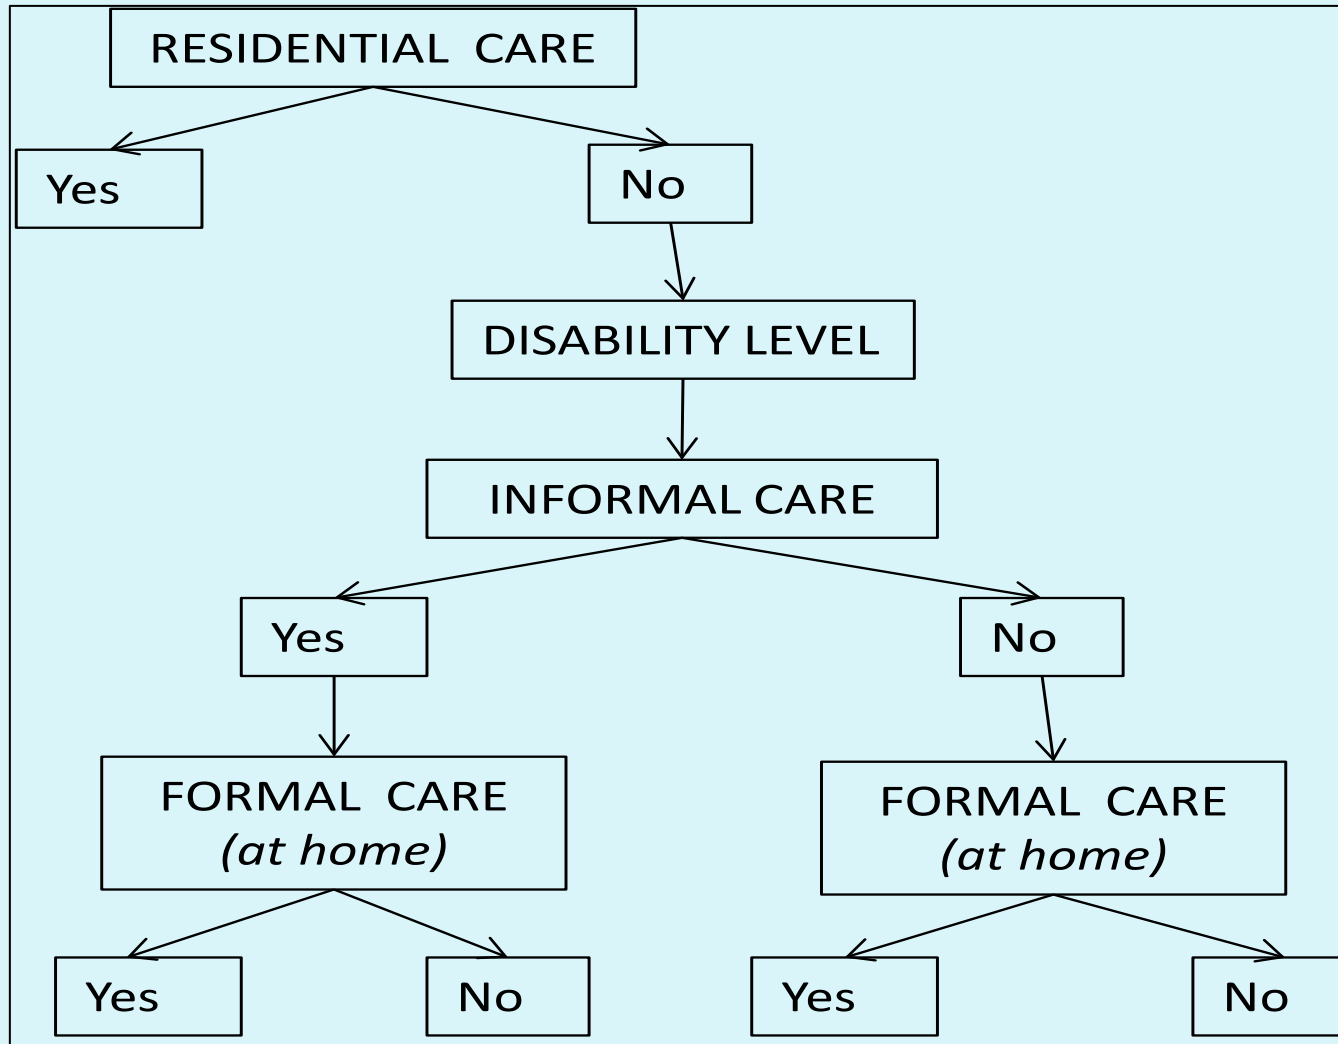 RESIDENTIAL CARE
Yes
No
DISABILITY LEVEL
INFORMAL CARE
Yes
No
FORMAL CARE
(at home)
FORMAL CARE
(at home)
Yes
No
Yes
No